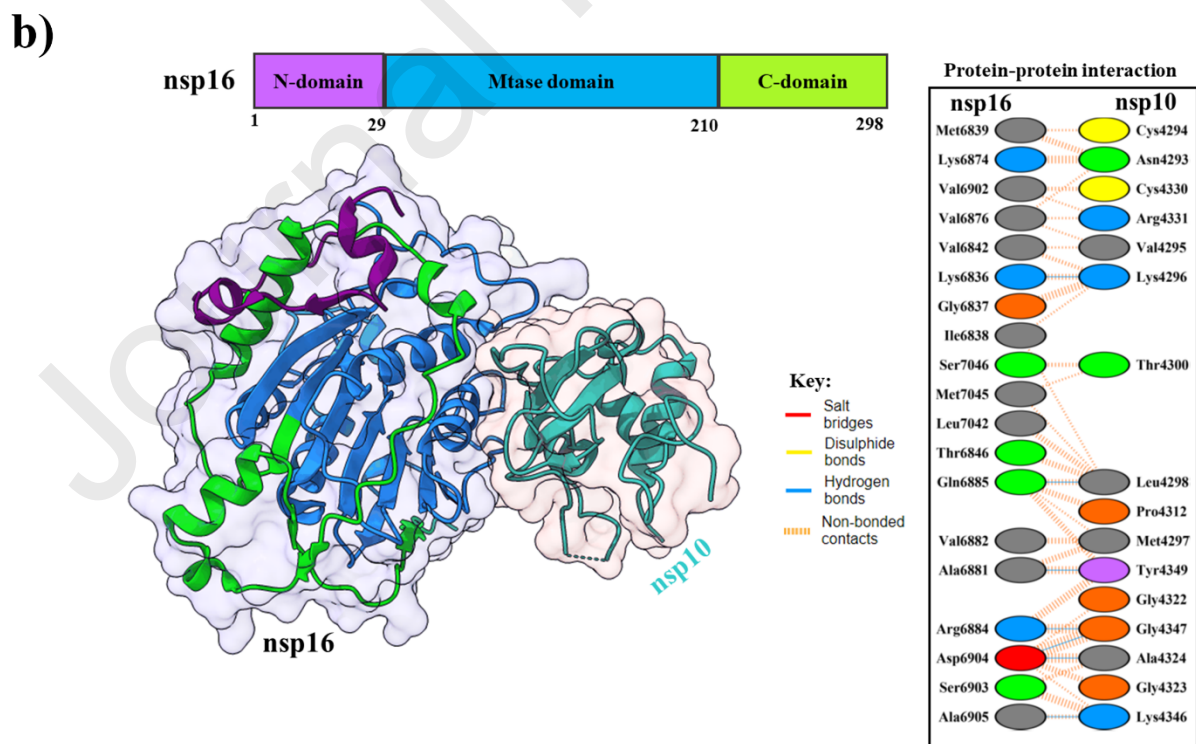 b)
nsp16
N-domain
Mtase domain
C-domain
1
29
210
298
Journal
nsp16
nsp10
Key:
Salt
bridges
Disulphide
bonds
Hydrogen
bonds
Non-bonded
contacts
Protein-protein interaction
nsp16 nsp10
Met6839 Cys4294
Lys6874 Asn4293
Val6902 Cys4330
Val6876 Arg4331
Val6842 Val4295
Lys6836 Lys4296
Gly6837
Ile6838
Ser7046 Thr4300
Met7045
Leu7042
Thr6846
Gln6885 Leu4298
Pro4312
Val6882 Met4297
Ala6881 Tyr4349
Gly4322
Arg6884 Gly4347
Asp6904 Ala4324
Ser6903 Gly4323
Ala6905 Lys4346